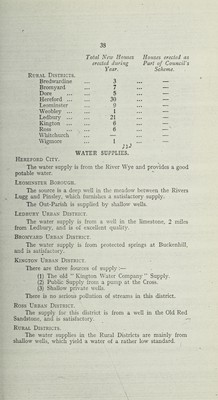 38
Total New Houses erected during Year. Houses erected as Part of Council's Scheme.
RURAL DISTRICTS.
Bredwardine ... 3 ... —
Bromyard ... 7 ... —
Dore ... ... 5 ... —
Hereford ... ... 30 ... —
Leominster ... 9 ... —
Weobley ... ... 1 ... —
Ledbury ... ... 21 ... —
Kington ... ... 6 ... —
Ross ... ... 6 ... —
Whitchurch ... — ... —
Wigmore ... 1 ... —
WATER SUPPLIES.
HEREFORD CITY.
The water supply is from the River Wye and provides a good
potable water.
LEOMINSTER BOROUGH.
The source is a deep well in the meadow between the Rivers
Lugg and Pinsley, which furnishes a satisfactory supply.
The Out-Parish is supplied by shallow wells.
LEDBURY URBAN DISTRICT.
The water supply is from a well in the limestone, 2 miles
from Ledbury, and is of excellent quality.
BROMYARD URBAN DISTRICT.
The water supply is from protected springs at Buckenhill,
and is satisfactory.
KINGTON URBAN DISTRICT.
There are three sources of supply :—
(1) The old " Kington Water Company " Supply.
(2) Public Supply from a pump at the Cross.
(3) Shallow private wells.
There is no serious pollution of streams in this district.
ROSS URBAN DISTRICT.
The supply for this district is from a well in the Old Red
Sandstone, and is satisfactory.
RURAL DISTRICTS.
The water supplies in the Rural Districts are mainly from
shallow wells, which yield a water of a rather low standard.